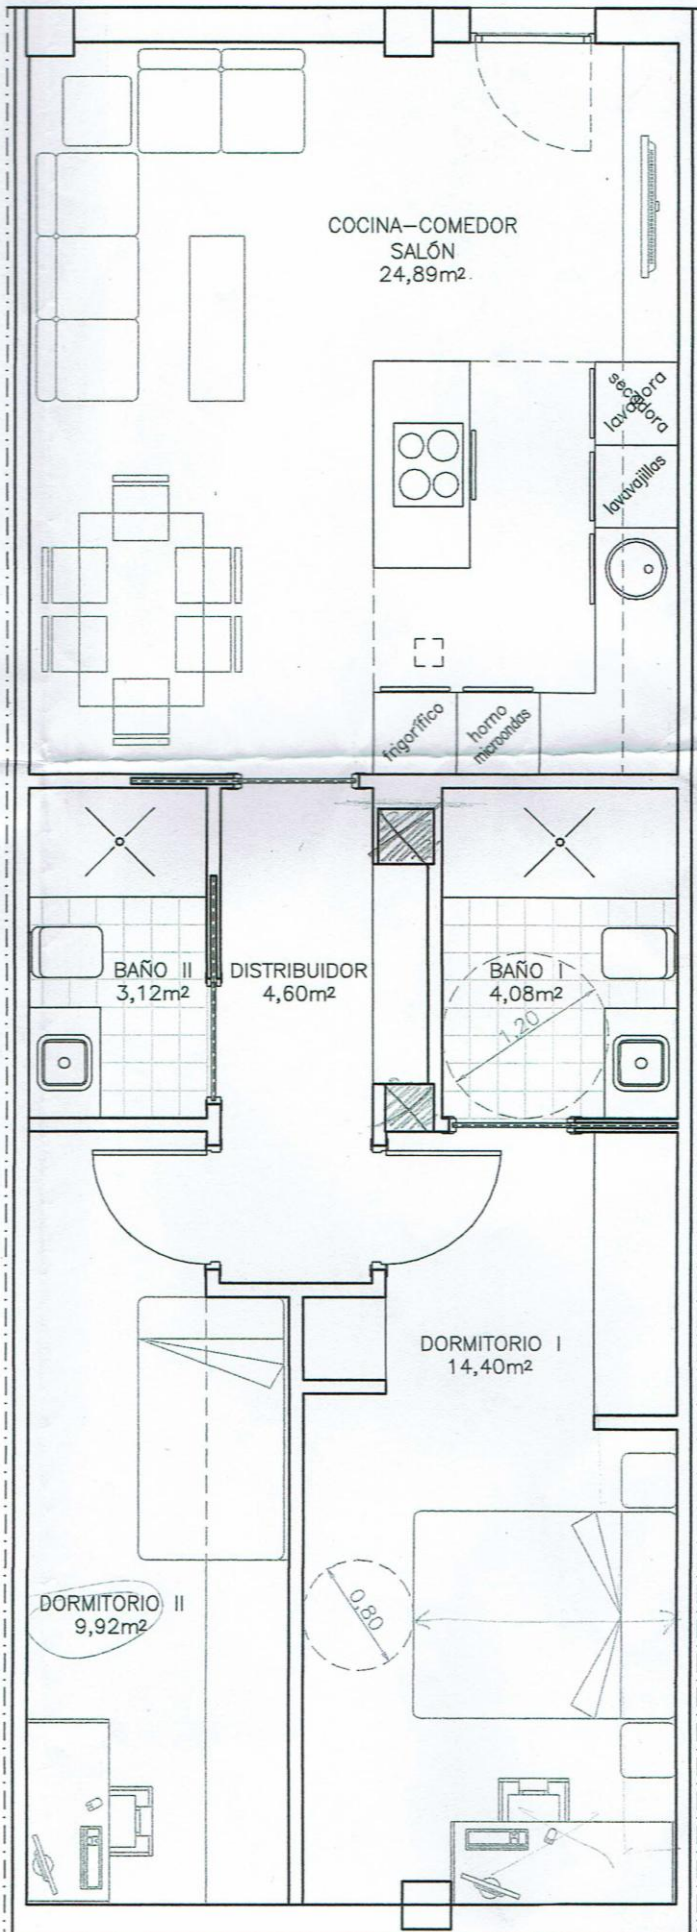 COCINA-COMEDOR
SALÓN
24,89m²
secadora
lavadora
lavavajillas
frigorífico
horno
microondas
BAÑO II
3,12m²
DISTRIBUIDOR
4,60m²
BAÑO I
4,08m²
1,20
DORMITORIO I
14,40m²
DORMITORIO II
9,92m²
0,80